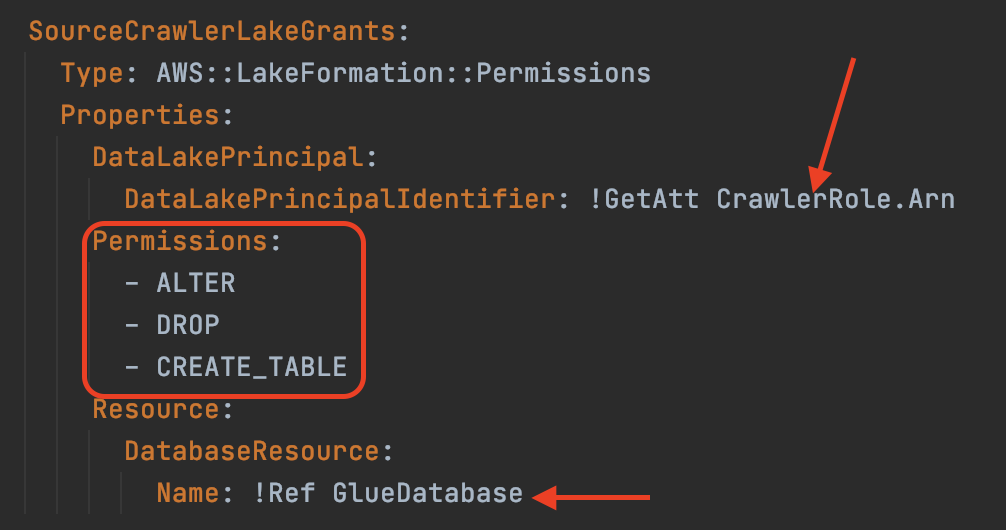 SourceCrawlerLakeGrants:
Type: AWS::LakeFormation::Permissions
Properties:
DataLakePrincipal:
DataLakePrincipalIdentifier: !GetAtt CrawlerRole.Arn
Permissions:
- ALTER
- DROP
- CREATE_TABLE
Resource:
DatabaseResource:
Name: !Ref GlueDatabase